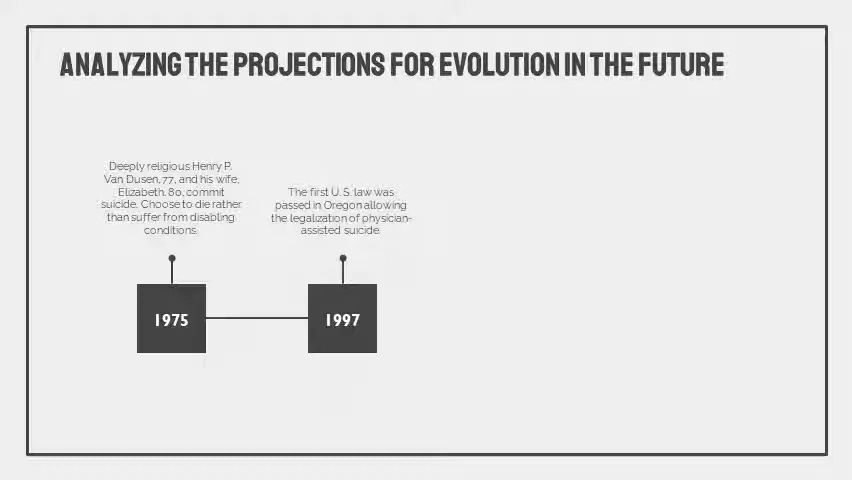 ANALYZING THE PROJECTIONS FOR EVOLUTION IN THE FUTURE
Deeply religious Henry P.
Van Dusen, 77, and his wife,
Elizabeth, 80, commit
suicide. Choose to die rather
than suffer from disabling
conditions.
The first U.S. law was
passed in Oregon allowing
the legalization of physician-
assisted suicide.
1975
1997